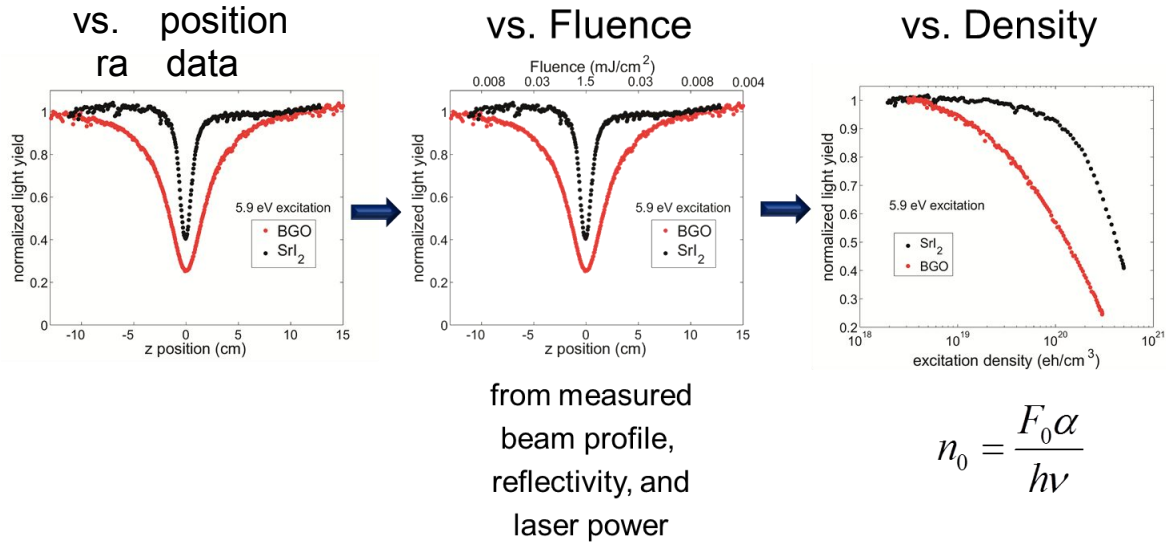 vs. position
ra data
normalized light yield
1
0.8
0.6
0.4
0.2
0
-10
-5
0
5
10
15
z position (cm)
5.9 eV excitation
BGO
SrI2
vs. Fluence
Fluence (mJ/cm2)
0.008 0.03 1.5 0.03 0.008 0.004
normalized light yield
1
0.8
0.6
0.4
0.2
0
-10
-5
0
5
10
15
z position (cm)
5.9 eV excitation
BGO
SrI2
from measured
beam profile,
reflectivity, and
laser power
vs. Density
normalized light yield
1
0.9
0.8
0.7
0.6
0.5
0.4
0.3
0.2
10^18
10^19
10^20
10^21
excitation density (eh/cm3)
5.9 eV excitation
SrI2
BGO
n0 = F0α / hν